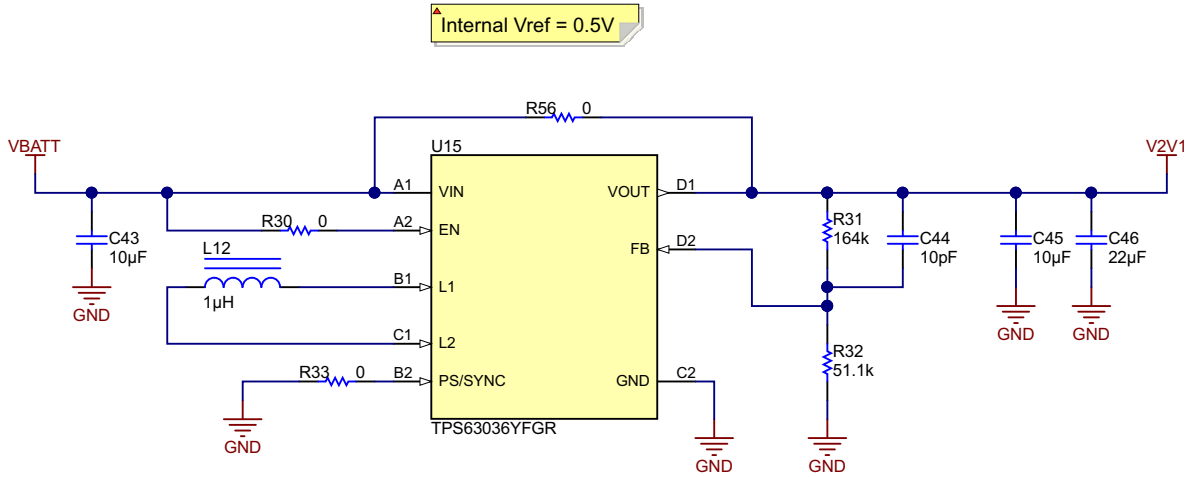 Internal Vref = 0.5V
R56 0
VBATT
U15
V2V1
A1 VIN
VOUT D1
R30 0
A2 EN
FB D2
R31
164k
C43
10µF
C44
10pF
C45
10µF
C46
22µF
L12
1µH
B1 L1
GND
GND
GND
C1 L2
R32
51.1k
R33 0
B2 PS/SYNC
GND C2
TPS63036YFGR
GND
GND
GND